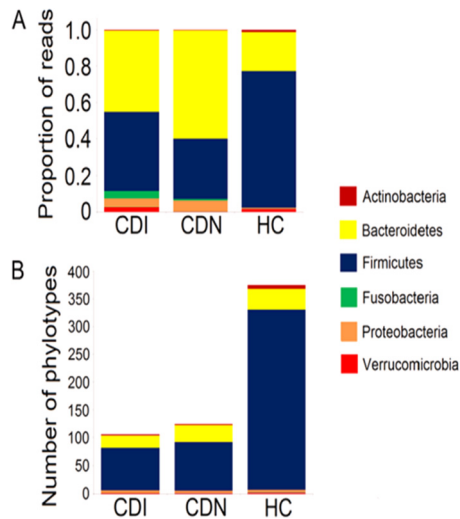 A
Proportion of reads
1.0
0.8
0.6
0.4
0.2
0
CDI CDN HC
Actinobacteria
Bacteroidetes
Firmicutes
Fusobacteria
Proteobacteria
Verrucomicrobia
B
Number of phylotypes
400
350
300
250
200
150
100
50
0
CDI CDN HC